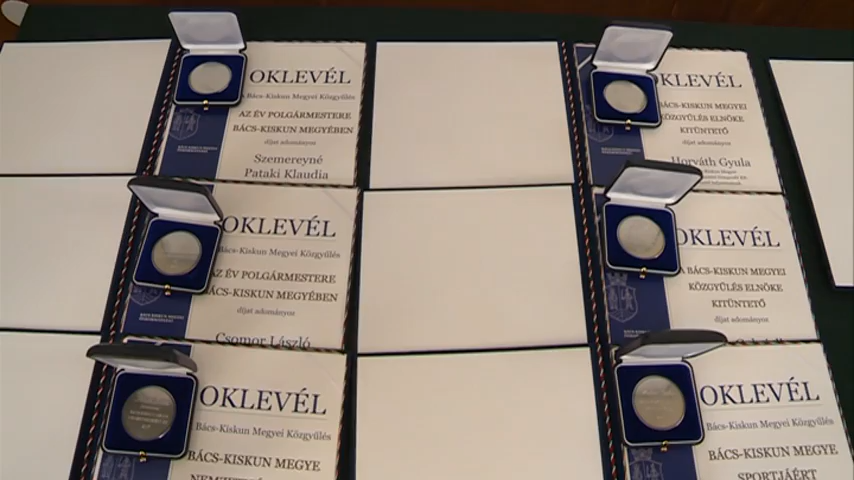 OKLEVÉL
Bács-Kiskun Megyei Közgyűlés
AZ ÉV POLGÁRMESTERE
BÁCS-KISKUN MEGYÉBEN
díjat adományoz
Szemereyné
Pataki Klaudia
OKLEVÉL
BÁCS-KISKUN MEGYEI
KÖZGYŰLÉS ELNÖKE
KITÜNTETŐ
díjat adományoz
Horváth Gyula
OKLEVÉL
Bács-Kiskun Megyei Közgyűlés
AZ ÉV POLGÁRMESTERE
BÁCS-KISKUN MEGYÉBEN
díjat adományoz
Csomor László
OKLEVÉL
A BÁCS-KISKUN MEGYEI
KÖZGYŰLÉS ELNÖKE
KITÜNTETŐ
díjat adományoz
OKLEVÉL
Bács-Kiskun Megyei Közgyűlés
BÁCS-KISKUN MEGYE
OKLEVÉL
Bács-Kiskun Megyei Közgyűlés
BÁCS-KISKUN MEGYE
SPORTJÁÉRT